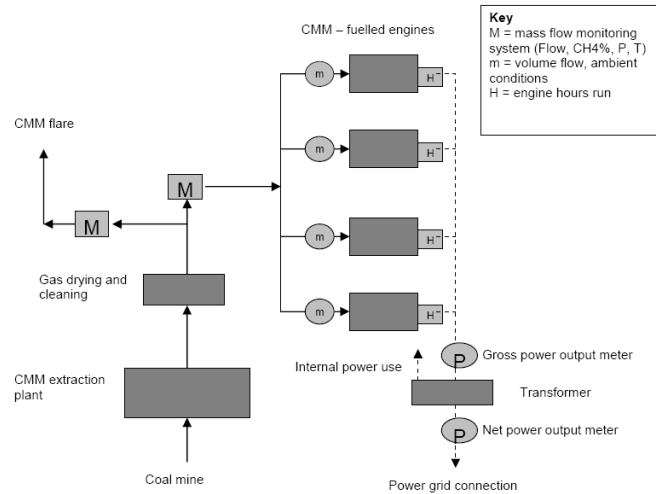 CMM – fuelled engines
Key
M = mass flow monitoring
system (Flow, CH4%, P, T)
m = volume flow, ambient
conditions
H = engine hours run
m
H
CMM flare
m
H
M
M
m
H
Gas drying and
cleaning
m
H
CMM extraction
plant
Internal power use
P
Gross power output meter
Transformer
P
Net power output meter
Coal mine
Power grid connection